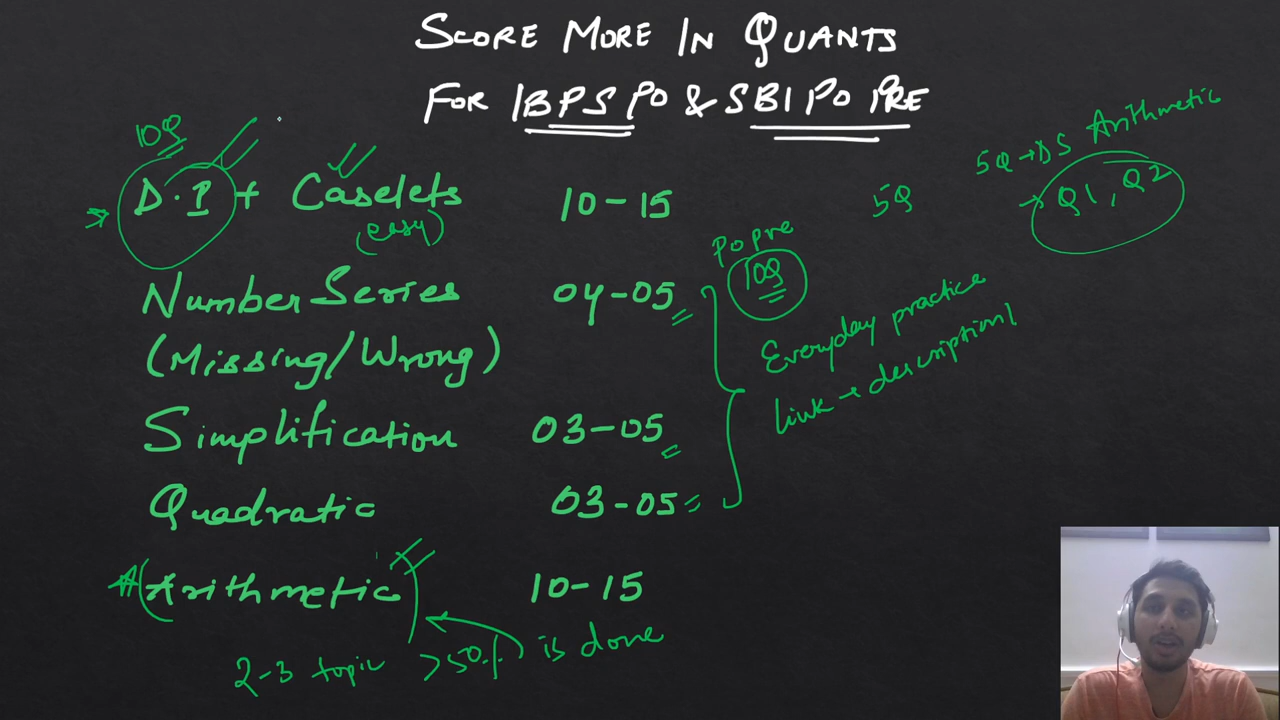 SCORE MORE IN QUANTS
FOR IBPS PO & SBI PO PRE
10Q
D.I + Caselets 10-15
(easy)
5Q
5Q → DS Arithmetic
→ Q1, Q2
Number Series 04-05
(Missing/Wrong)
Po pre
10Q
Everyday practice
link → description
Simplification 03-05
Quadratic 03-05
Arithmetic 10-15
2-3 topic >50% is done